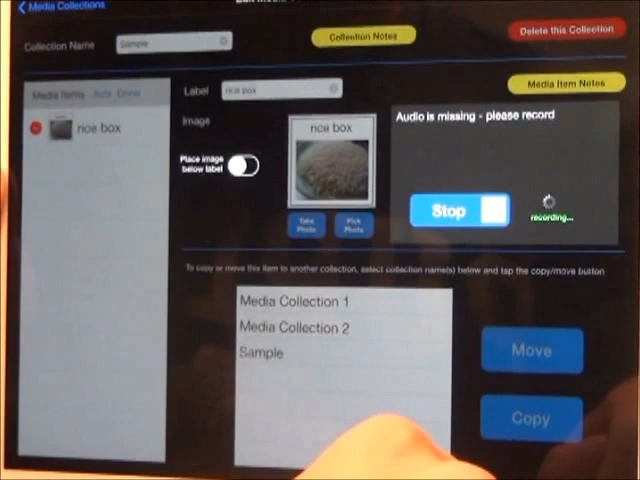 Media Collections
Edit Media
Collection Name
Sample
Collection Notes
Delete this Collection
Media Items Add Done
Label
rice box
Media Item Notes
rice box
Image
rice box
Audio is missing - please record
Place image
below label
Stop
recording...
Take
Photo
Pick
Photo
To copy or move this item to another collection, select collection name(s) below and tap the copy/move button
Media Collection 1
Media Collection 2
Sample
Move
Copy